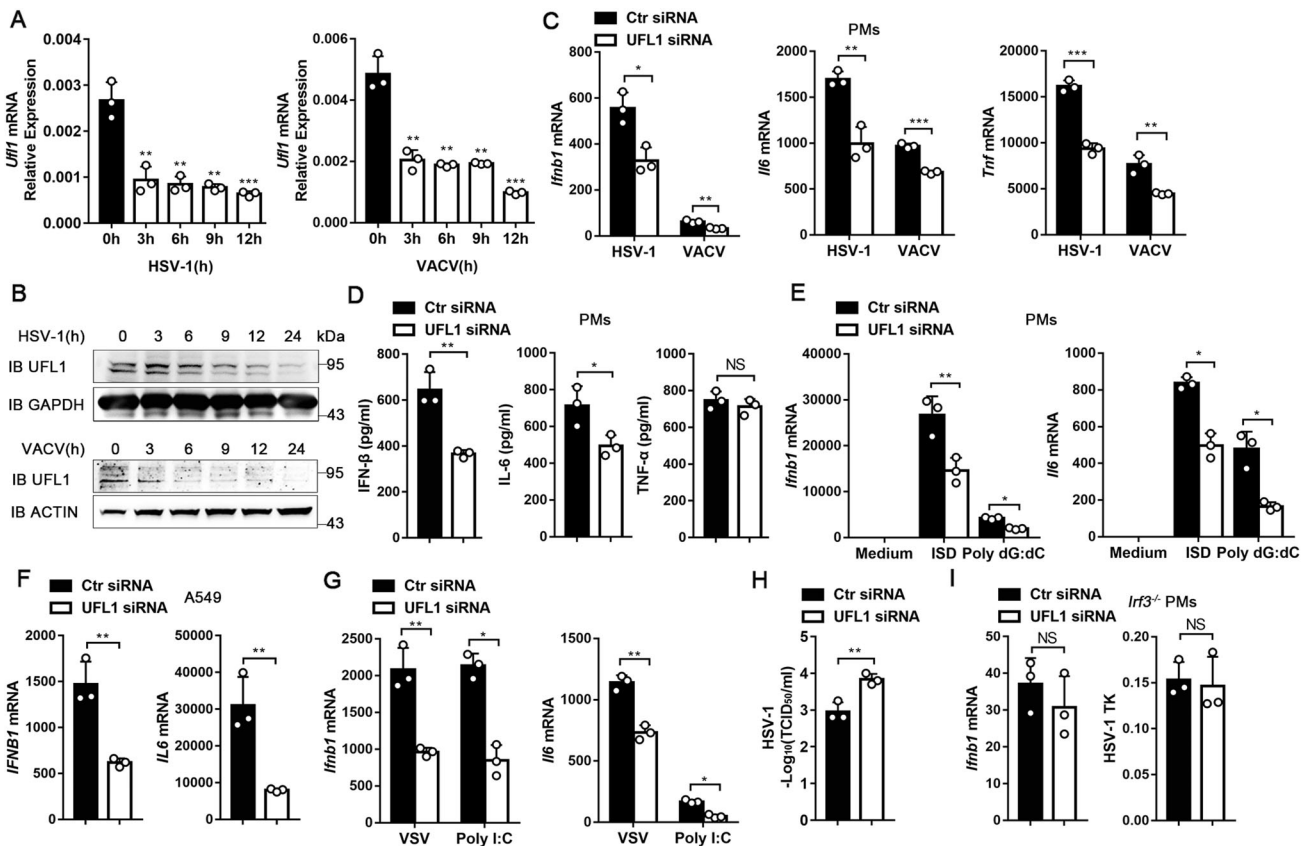 A
Ufl1 mRNA
Relative Expression
0.004
0.003
0.002
0.001
0.000
** ** ** ***
0h 3h 6h 9h 12h
HSV-1(h)
Ufl1 mRNA
Relative Expression
0.006
0.004
0.002
0.000
** ** ** ***
0h 3h 6h 9h 12h
VACV(h)
C
Ctr siRNA
UFL1 siRNA
PMs
Ifnb1 mRNA
800
600
400
200
0
* **
HSV-1 VACV
Il6 mRNA
2000
1500
1000
500
0
** ***
HSV-1 VACV
Tnf mRNA
20000
15000
10000
5000
0
*** **
HSV-1 VACV
B
HSV-1(h) 0 3 6 9 12 24 kDa
IB UFL1 95
IB GAPDH
43
VACV(h) 0 3 6 9 12 24
IB UFL1 95
IB ACTIN
43
D
Ctr siRNA
UFL1 siRNA
PMs
IFN-β (pg/ml)
800
600
400
200
0
**
IL-6 (pg/ml)
1000
800
600
400
200
0
*
TNF-α (pg/ml)
1000
800
600
400
200
0
NS
E
Ctr siRNA
UFL1 siRNA
PMs
Ifnb1 mRNA
40000
30000
20000
10000
0
** *
Medium ISD Poly dG:dC
Il6 mRNA
1000
800
600
400
200
0
* *
Medium ISD Poly dG:dC
F
Ctr siRNA
UFL1 siRNA
A549
IFNB1 mRNA
2000
1500
1000
500
0
**
IL6 mRNA
50000
40000
30000
20000
10000
0
**
G
Ctr siRNA
UFL1 siRNA
Ifnb1 mRNA
2500
2000
1500
1000
500
0
** *
VSV Poly I:C
Il6 mRNA
1500
1000
500
0
** *
VSV Poly I:C
H
Ctr siRNA
UFL1 siRNA
HSV-1
-Log₁₀(TCID₅₀/ml)
5
4
3
2
1
0
**
I
Ctr siRNA
UFL1 siRNA
Irf3-/- PMs
Ifnb1 mRNA
50
40
30
20
10
0
NS
HSV-1 TK
0.20
0.15
0.10
0.05
0.00
NS